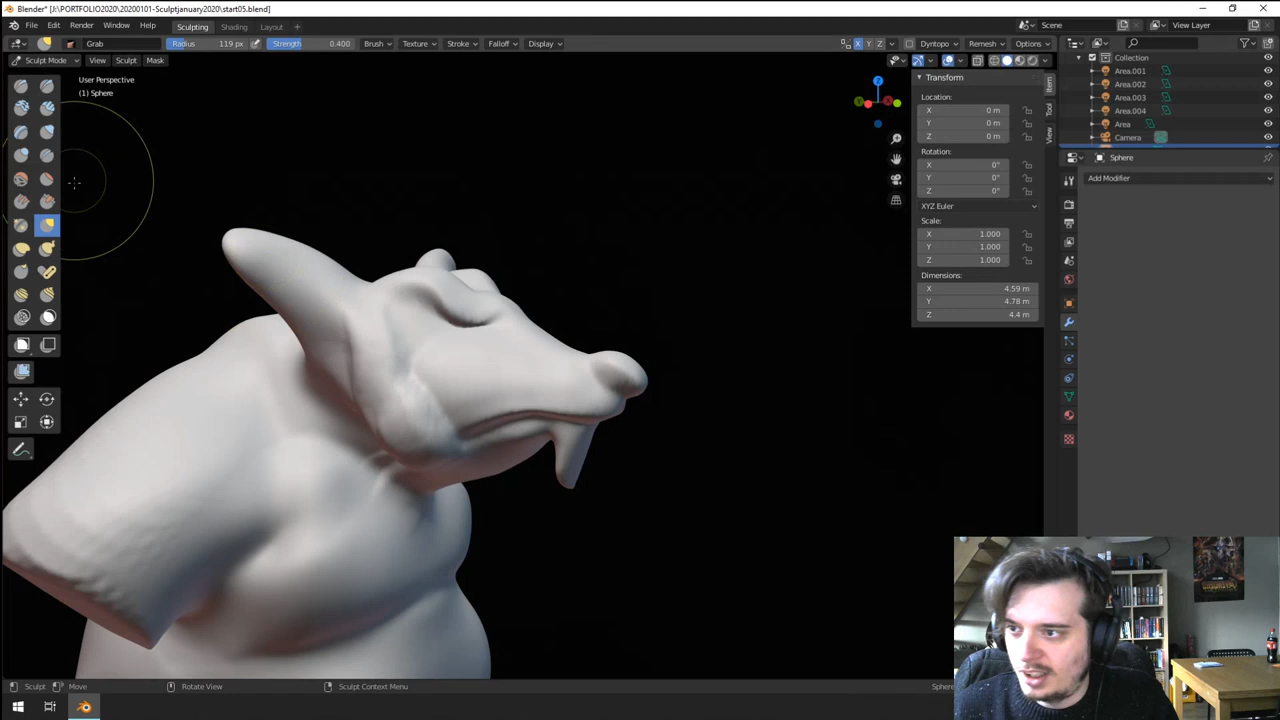 Blender* [J:\PORTFOLIO2020\20200101-Sculptjanuary2020\start05.blend]
File Edit Render Window Help Sculpting Shading Layout + Scene View Layer
Grab Radius 119 px Strength 0.400 Brush Texture Stroke Falloff Display X Y Z Dyntopo Remesh Options
Sculpt Mode View Sculpt Mask
User Perspective
(1) Sphere
Transform
Location:
X 0 m
Y 0 m
Z 0 m
Rotation:
X 0°
Y 0°
Z 0°
XYZ Euler
Scale:
X 1.000
Y 1.000
Z 1.000
Dimensions:
X 4.59 m
Y 4.78 m
Z 4.4 m
Item
Tool
View
Z
Collection
Area.001
Area.002
Area.003
Area.004
Area
Camera
Sphere
Add Modifier
Sculpt Move Rotate View Sculpt Context Menu Sphere